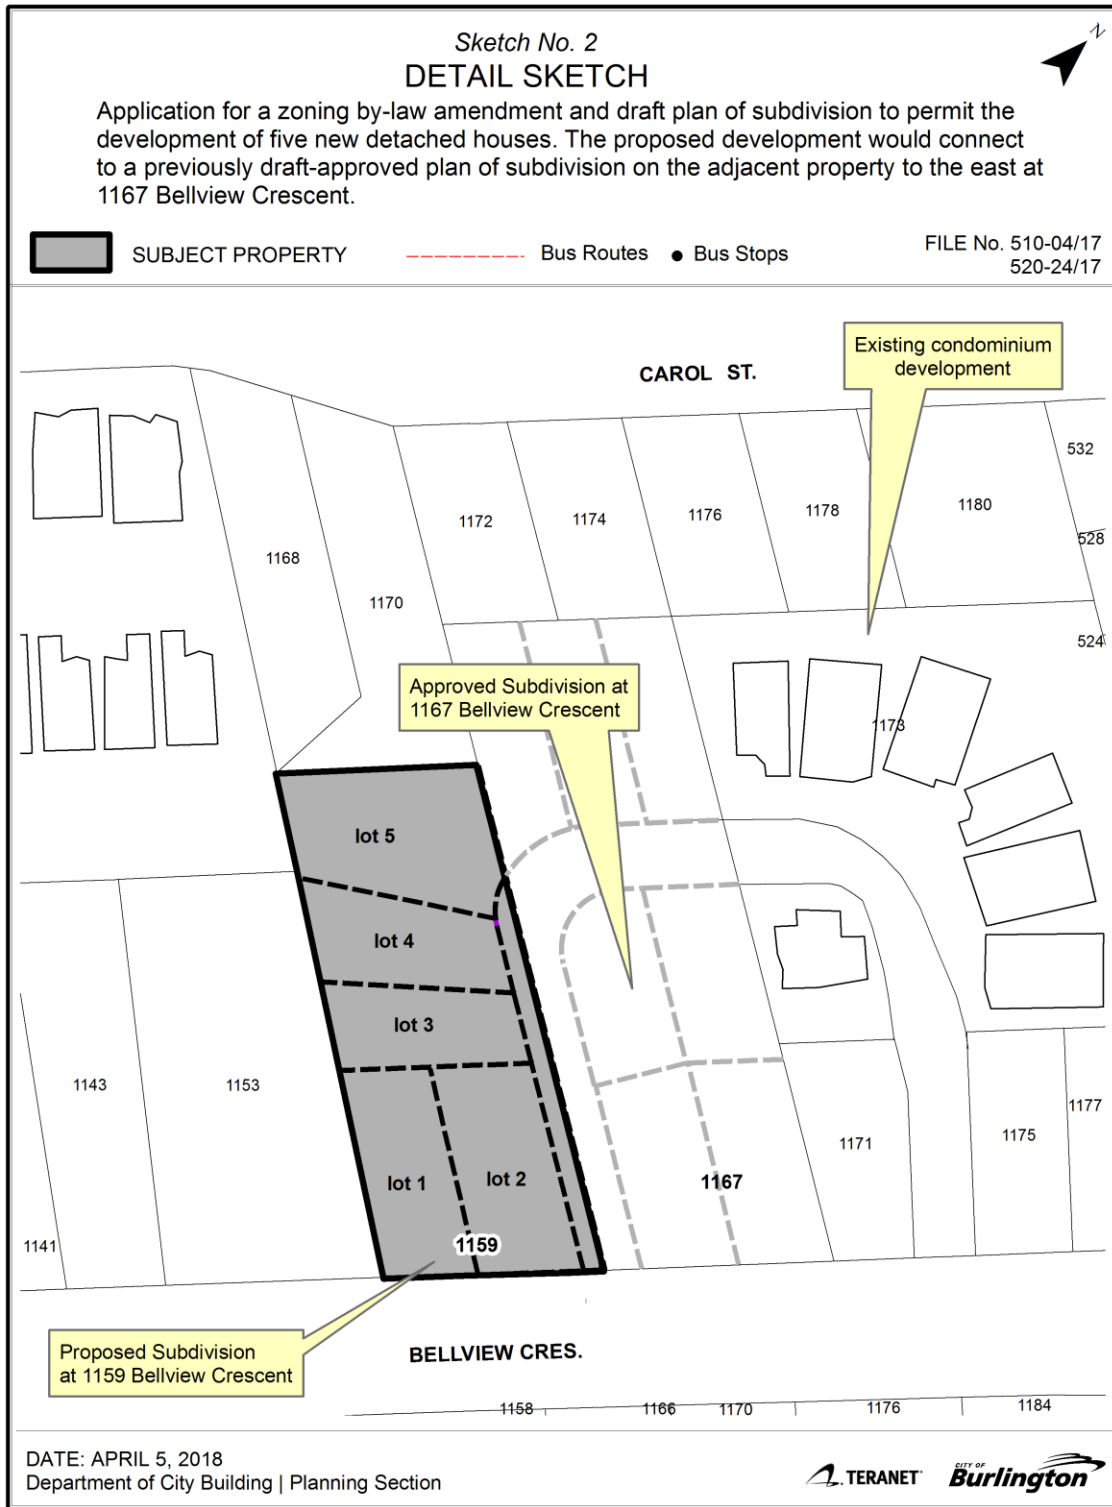 Sketch No. 2
N
DETAIL SKETCH
Application for a zoning by-law amendment and draft plan of subdivision to permit the
development of five new detached houses. The proposed development would connect
to a previously draft-approved plan of subdivision on the adjacent property to the east at
1167 Bellview Crescent.
SUBJECT PROPERTY
Bus Routes
Bus Stops
FILE No. 510-04/17
520-24/17
Existing condominium
development
CAROL ST.
532
1180
1178
1176
1174
1172
528
1168
1170
524
Approved Subdivision at
1167 Bellview Crescent
1173
lot 5
lot 4
lot 3
1143
1153
1177
1175
1171
lot 1
lot 2
1167
1141
1159
Proposed Subdivision
at 1159 Bellview Crescent
BELLVIEW CRES.
1158
1166
1170
1176
1184
DATE: APRIL 5, 2018
Department of City Building | Planning Section
TERANET
CITY OF
Burlington